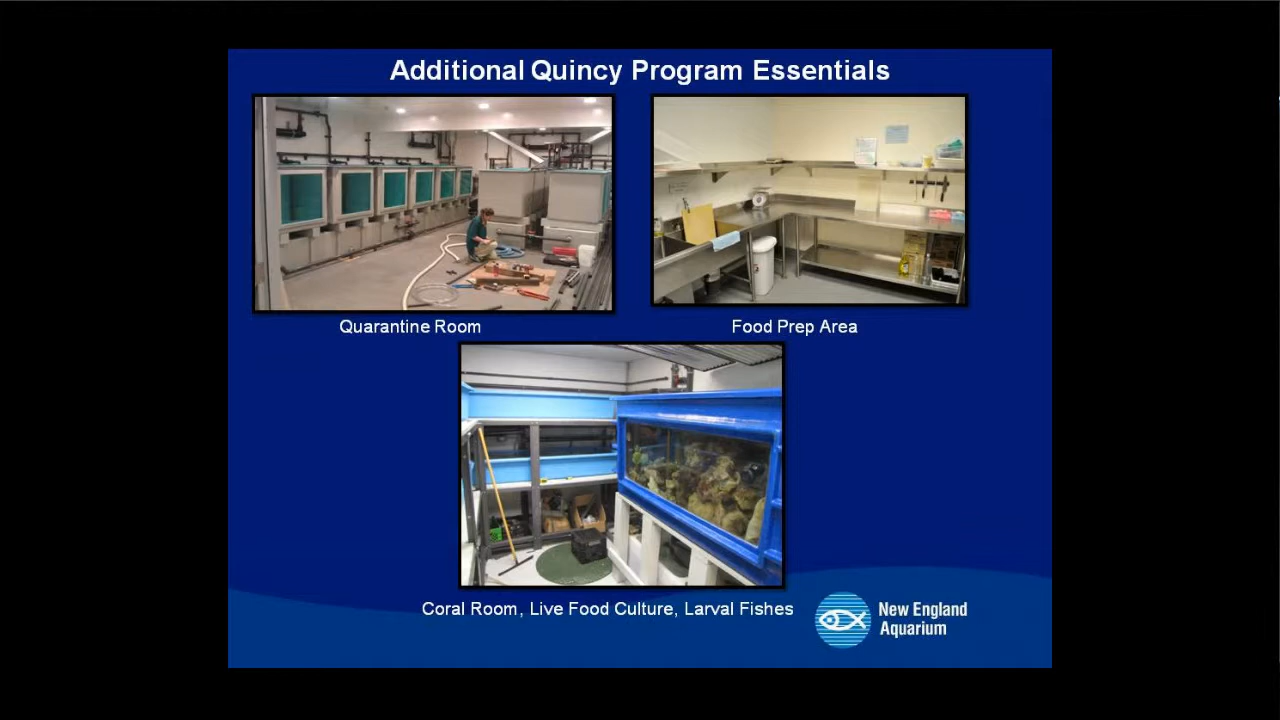 Additional Quincy Program Essentials
Quarantine Room
Food Prep Area
Coral Room, Live Food Culture, Larval Fishes
New England
Aquarium